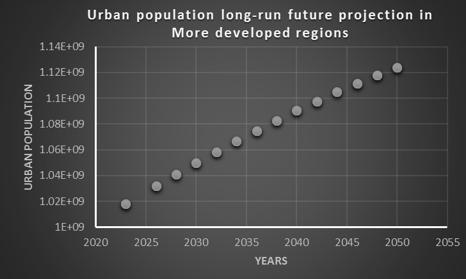 Urban population long-run future projection in
More developed regions
1.14E+09
1.12E+09
1.1E+09
1.08E+09
1.06E+09
1.04E+09
1.02E+09
1E+09
URBAN POPULATION
2020 2025 2030 2035 2040 2045 2050 2055
YEARS